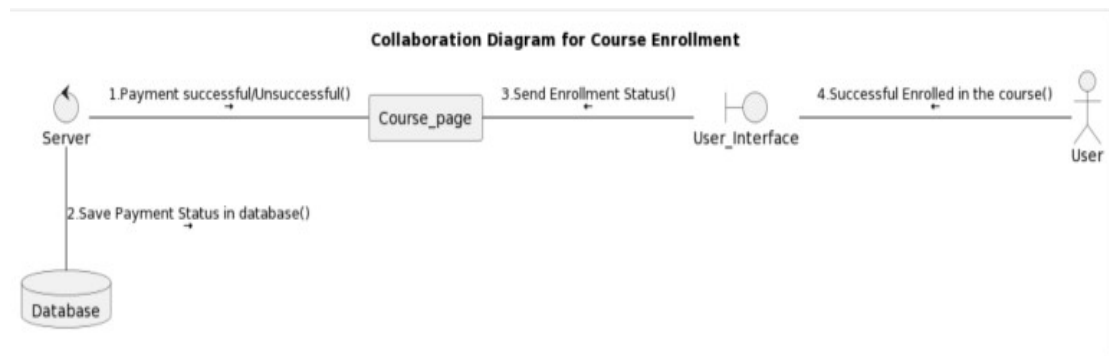 Collaboration Diagram for Course Enrollment
1.Payment successful/Unsuccessful()
3.Send Enrollment Status()
4.Successful Enrolled in the course()
Server
Course_page
User_Interface
User
2.Save Payment Status in database()
Database